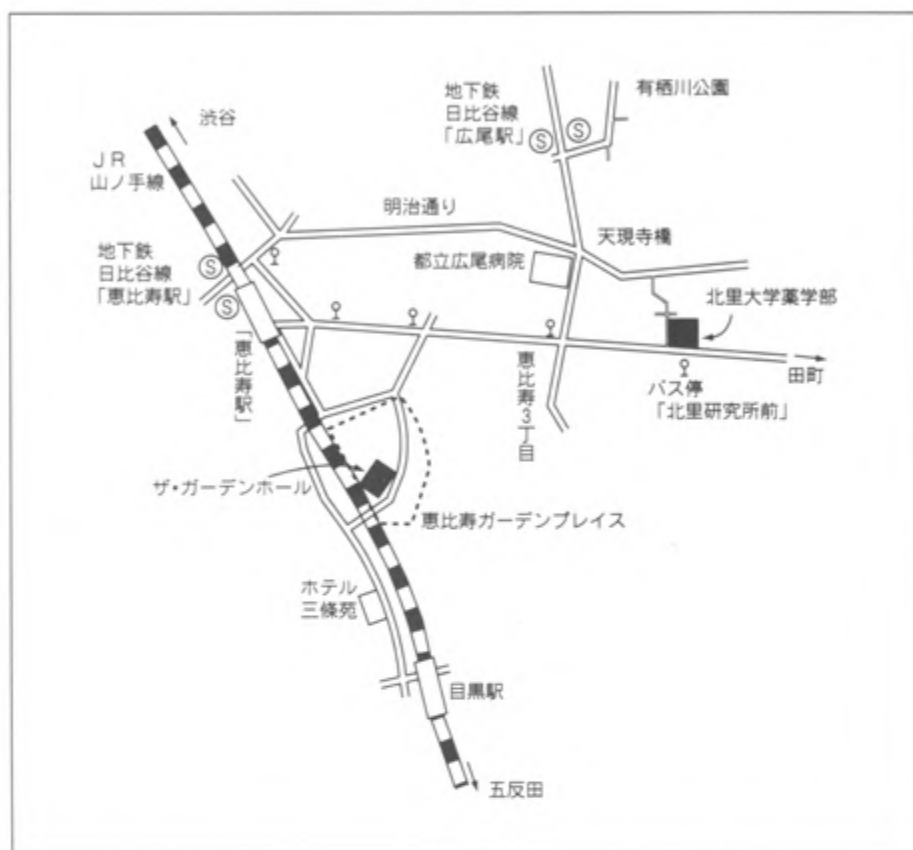 渋谷
JR
山ノ手線
地下鉄
日比谷線
「恵比寿駅」
S
S
「恵比寿駅」
地下鉄
日比谷線
「広尾駅」
S
S
有栖川公園
明治通り
天現寺橋
都立広尾病院
北里大学薬学部
恵比寿3丁目
田町
バス停
「北里研究所前」
ザ・ガーデンホール
恵比寿ガーデンプレイス
ホテル
三條苑
目黒駅
五反田